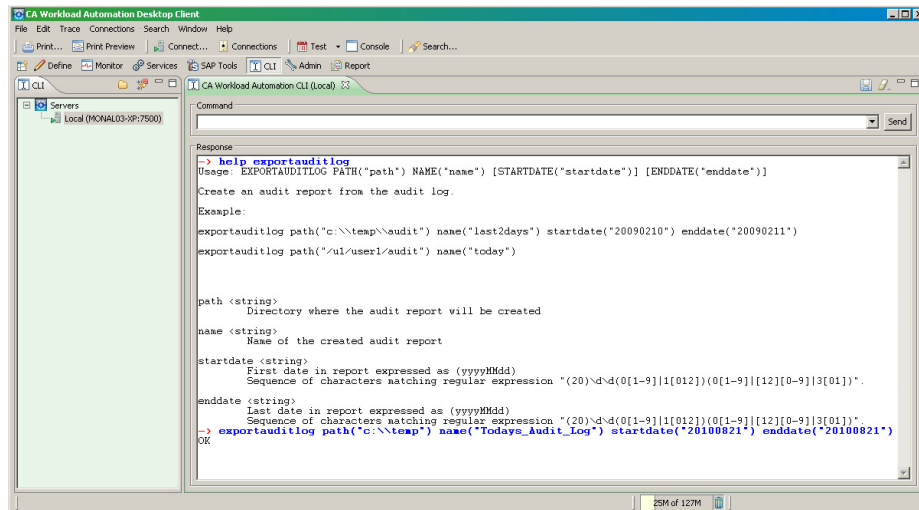 CA Workload Automation Desktop Client
File Edit Trace Connections Search Window Help
Print... Print Preview Connect... Connections Test Console Search...
Define Monitor Services SAP Tools CLI Admin Report
CLI
CA Workload Automation CLI (Local)
Servers
Local (MONAL03-XP:7500)
Command
Send
Response
-> help exportauditlog
Usage: EXPORTAUDITLOG PATH("path") NAME("name") [STARTDATE("startdate")] [ENDDATE("enddate")]
Create an audit report from the audit log.
Example:
exportauditlog path("c:\\temp\\audit") name("last2days") startdate("20090210") enddate("20090211")
exportauditlog path("/u1/user1/audit") name("today")
path <string>
Directory where the audit report will be created
name <string>
Name of the created audit report
startdate <string>
First date in report expressed as (yyyyMMdd)
Sequence of characters matching regular expression "(20)\d\d(0[1-9]|1[012])(0[1-9]|[12][0-9]|3[01])".
enddate <string>
Last date in report expressed as (yyyyMMdd)
Sequence of characters matching regular expression "(20)\d\d(0[1-9]|1[012])(0[1-9]|[12][0-9]|3[01])".
-> exportauditlog path("c:\\temp") name("Todays_Audit_Log") startdate("20100821") enddate("20100821")
OK
25M of 127M